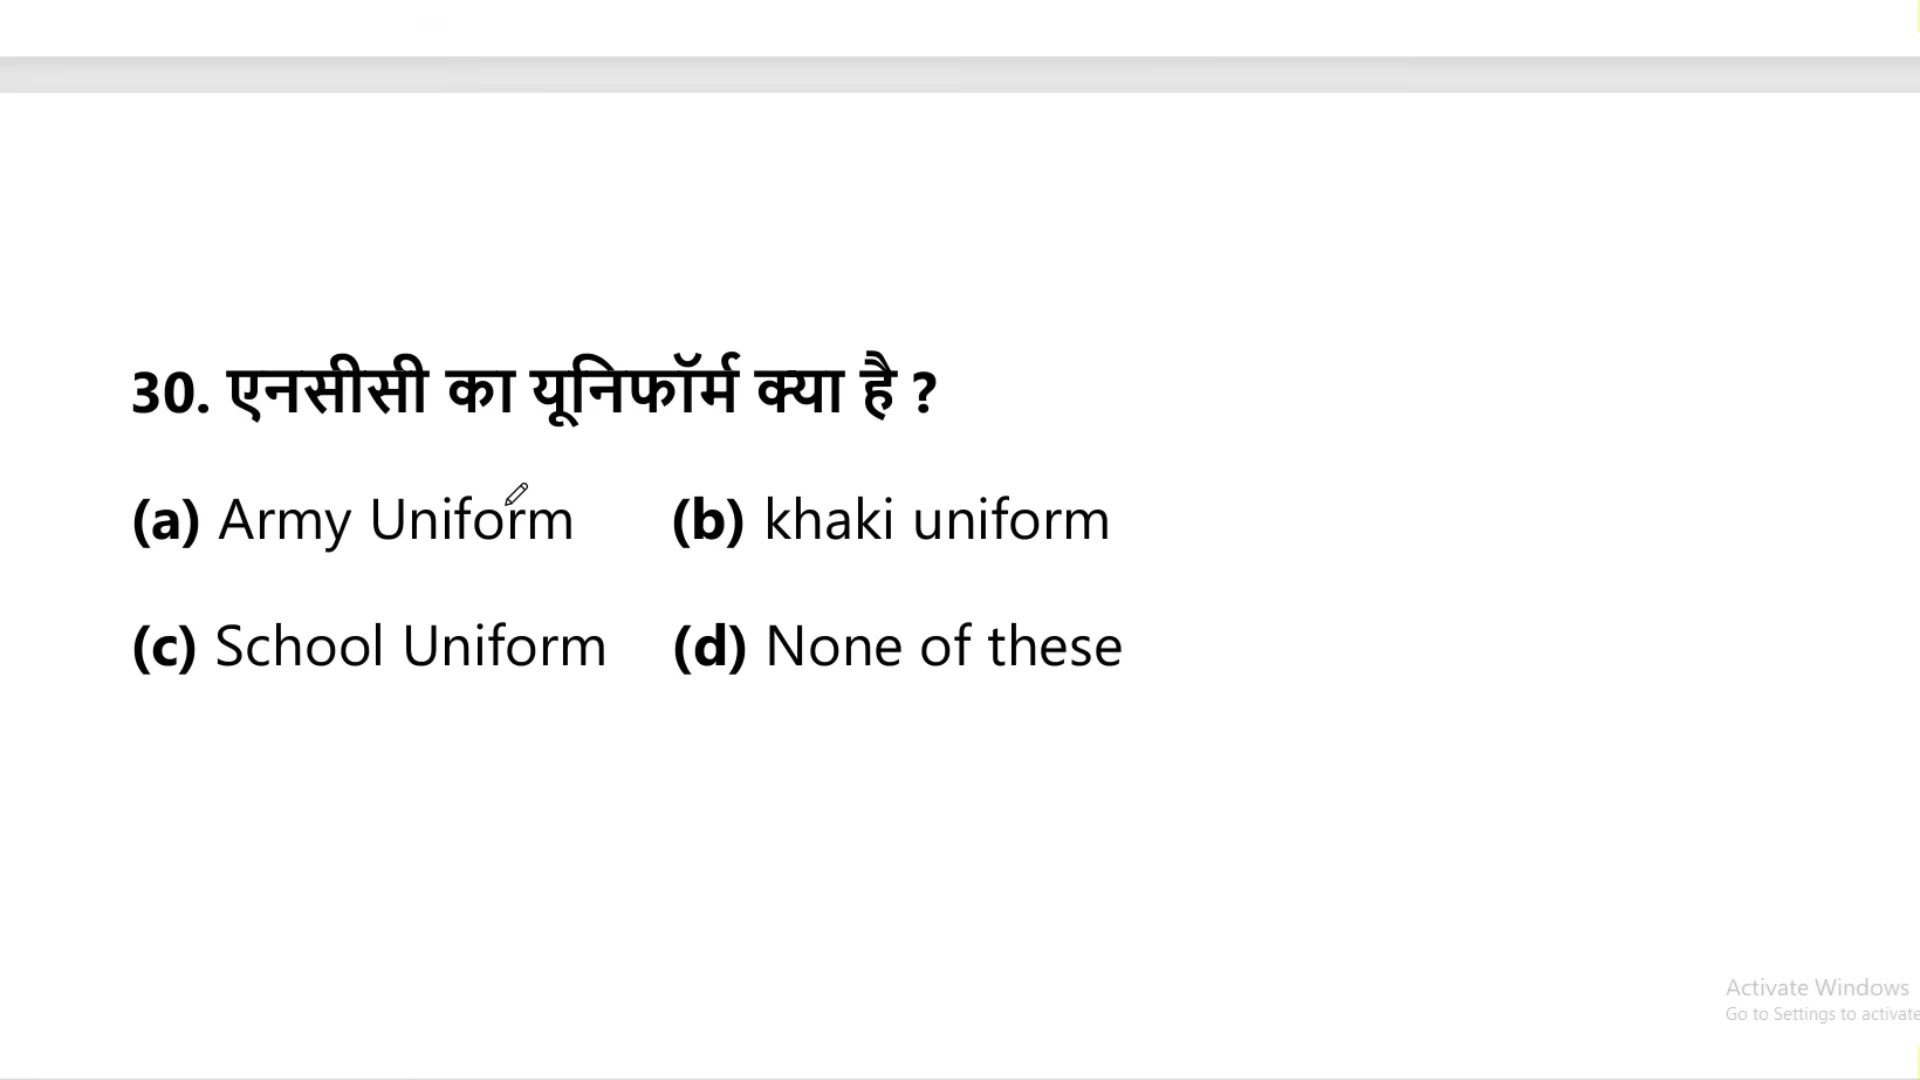 30. एनसीसी का यूनिफॉर्म क्या है ?
(a) Army Uniform (b) khaki uniform
(c) School Uniform (d) None of these
Activate Windows
Go to Settings to activate